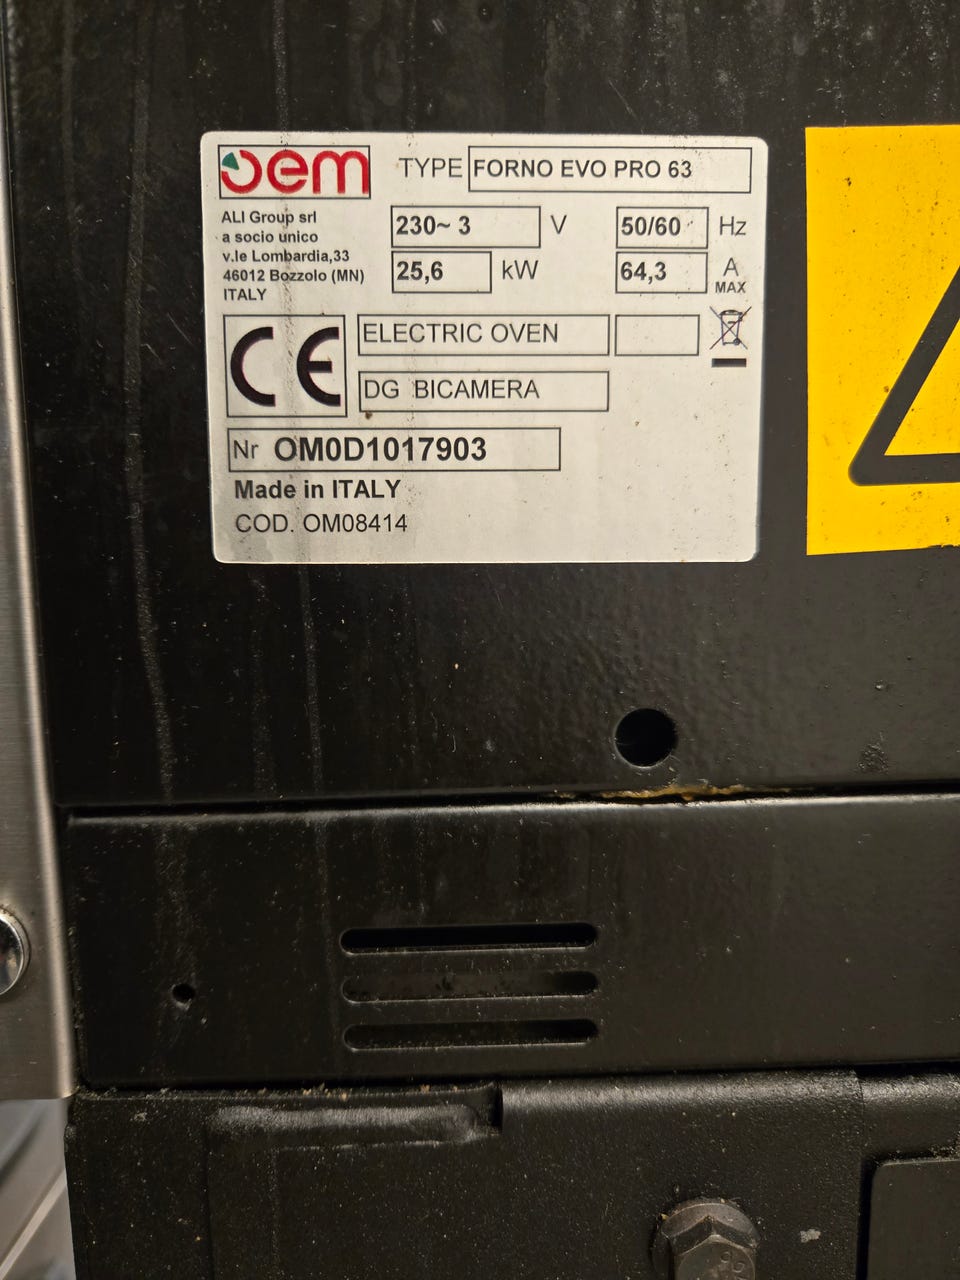 oem
TYPE FORNO EVO PRO 63
ALI Group srl
a socio unico
v.le Lombardia,33
46012 Bozzolo (MN)
ITALY
230~ 3 V 50/60 Hz
25,6 kW 64,3 A MAX
CE
ELECTRIC OVEN
DG BICAMERA
Nr OM0D1017903
Made in ITALY
COD. OM08414